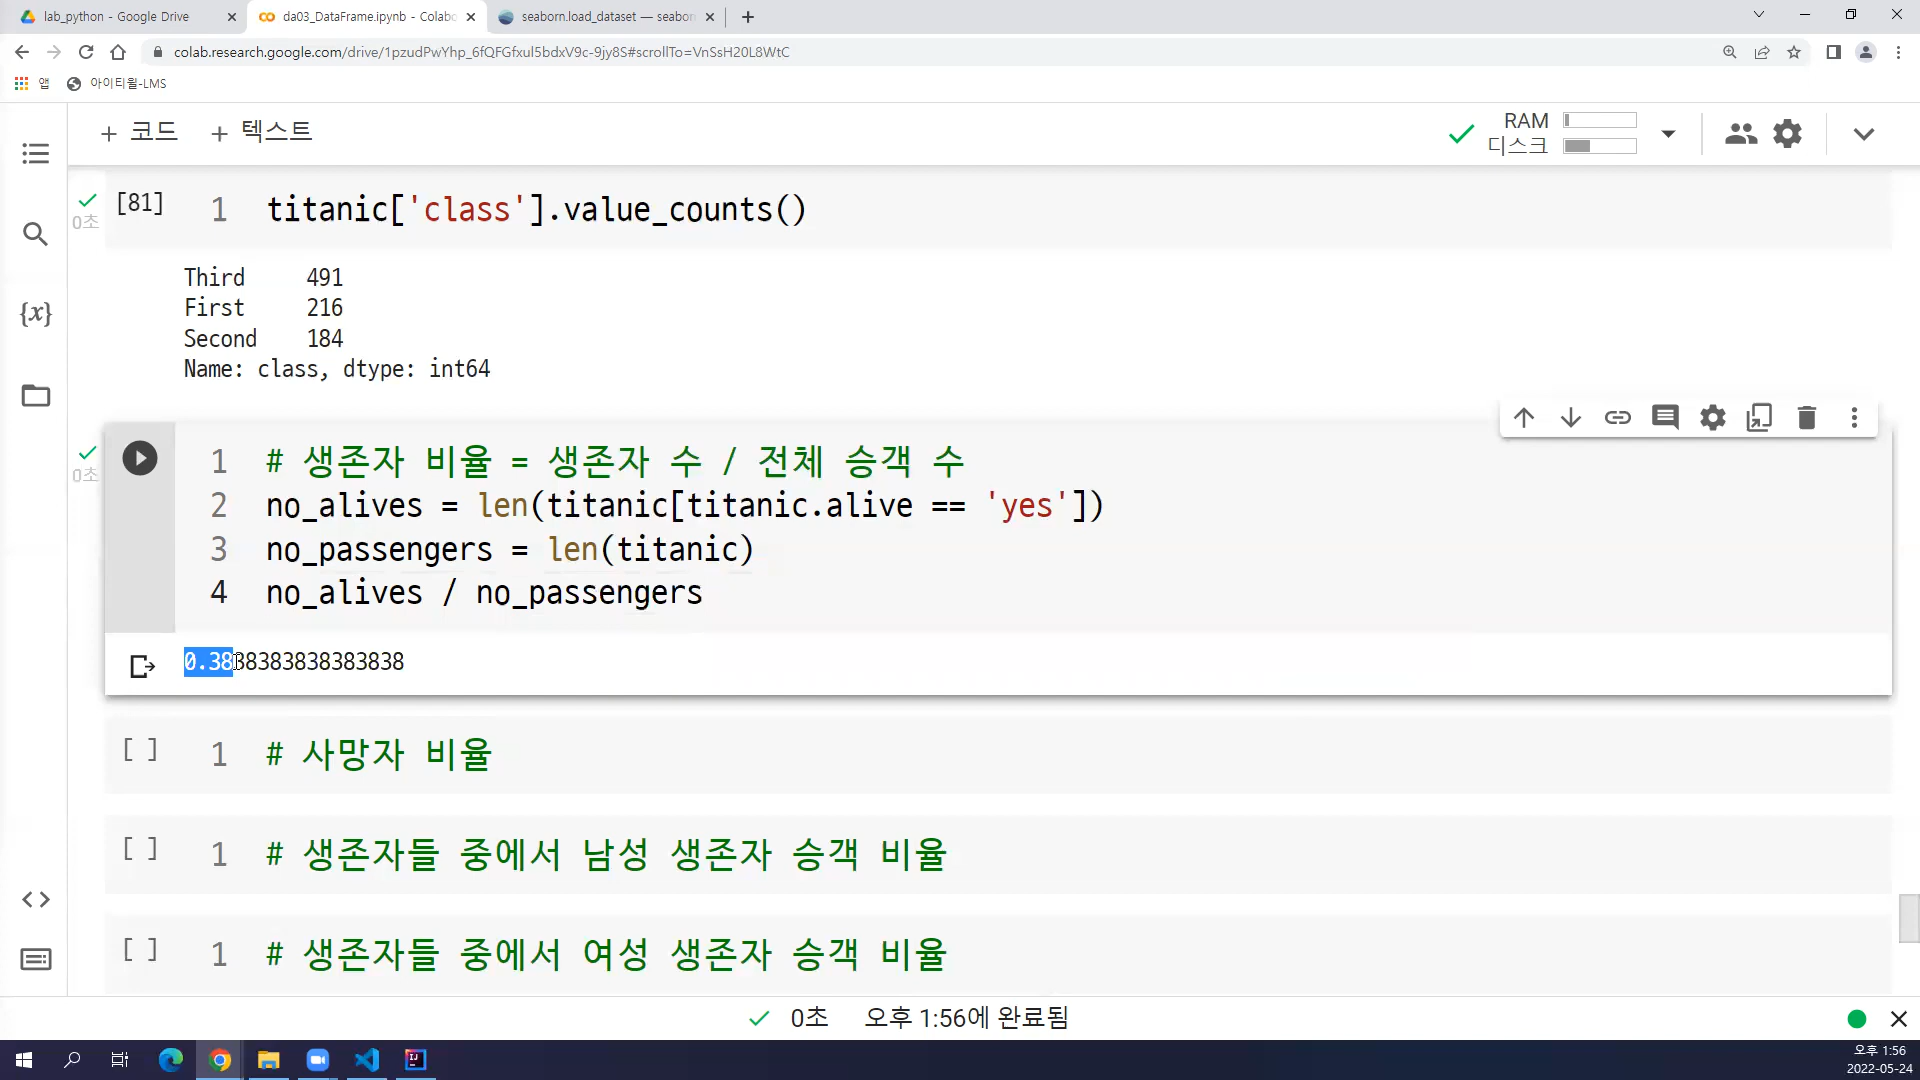 lab_python - Google Drive
da03_DataFrame.ipynb - Colabo
seaborn.load_dataset — seabor
colab.research.google.com/drive/1pzudPwYhp_6fQFGfxul5bdxV9c-9jy8S#scrollTo=VnSsH20L8WtC
앱
아이티윌-LMS
+ 코드 + 텍스트
RAM
디스크
0초
[81] 1 titanic['class'].value_counts()
Third 491
First 216
Second 184
Name: class, dtype: int64
0초
1 # 생존자 비율 = 생존자 수 / 전체 승객 수
2 no_alives = len(titanic[titanic.alive == 'yes'])
3 no_passengers = len(titanic)
4 no_alives / no_passengers
0.3838383838383838
[ ] 1 # 사망자 비율
[ ] 1 # 생존자들 중에서 남성 생존자 승객 비율
[ ] 1 # 생존자들 중에서 여성 생존자 승객 비율
0초 오후 1:56에 완료됨
오후 1:56
2022-05-24